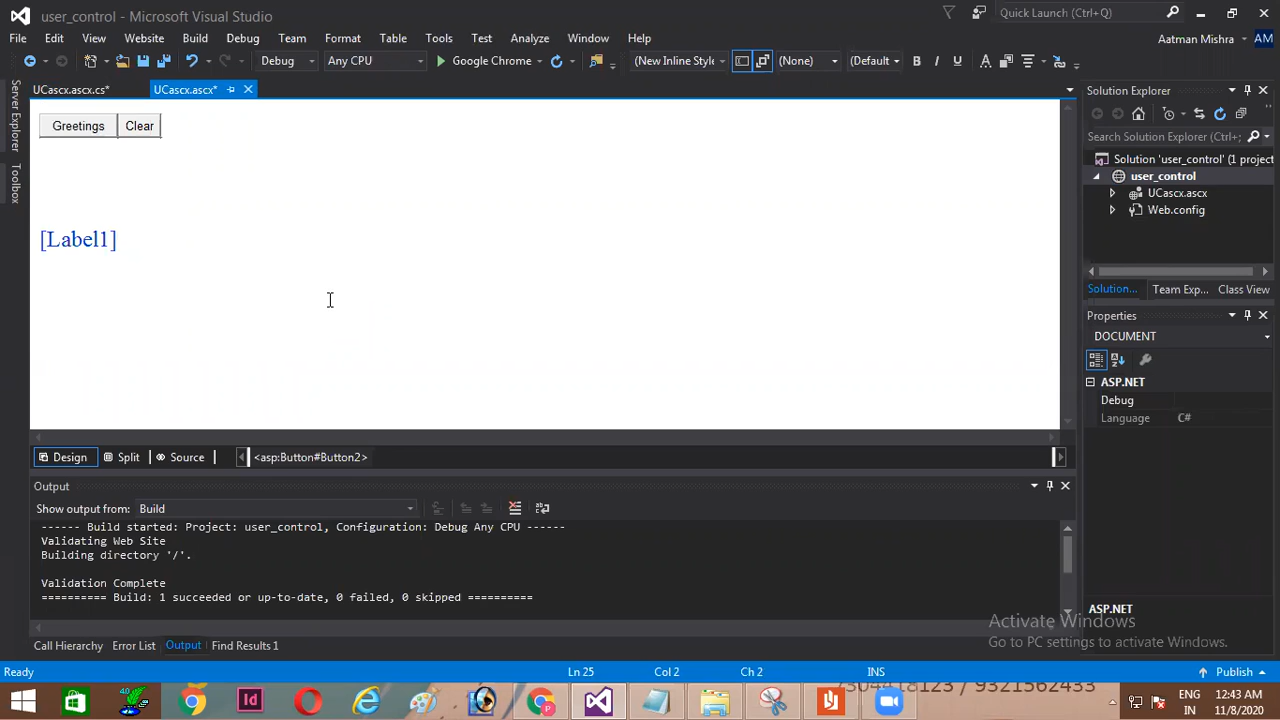 user_control - Microsoft Visual Studio
Quick Launch (Ctrl+Q)
File Edit View Website Build Debug Team Format Table Tools Test Analyze Window Help
Aatman Mishra AM
Debug Any CPU Google Chrome (New Inline Style (None) (Default B I U
Server Explorer
Toolbox
UCascx.ascx.cs* UCascx.ascx*
Greetings Clear
[Label1]
Design Split Source <asp:Button#Button2>
Output
Show output from: Build
------ Build started: Project: user_control, Configuration: Debug Any CPU ------
Validating Web Site
Building directory '/'.
Validation Complete
========== Build: 1 succeeded or up-to-date, 0 failed, 0 skipped ==========
Call Hierarchy Error List Output Find Results 1
Solution Explorer
Search Solution Explorer (Ctrl+;
Solution 'user_control' (1 project
user_control
UCascx.ascx
Web.config
Solution... Team Exp... Class View
Properties
DOCUMENT
ASP.NET
Debug
Language C#
ASP.NET
Activate Windows
Go to PC settings to activate Windows.
Ready Ln 25 Col 2 Ch 2 INS Publish
7304418123 / 9321562433
ENG
IN
12:43 AM
11/8/2020